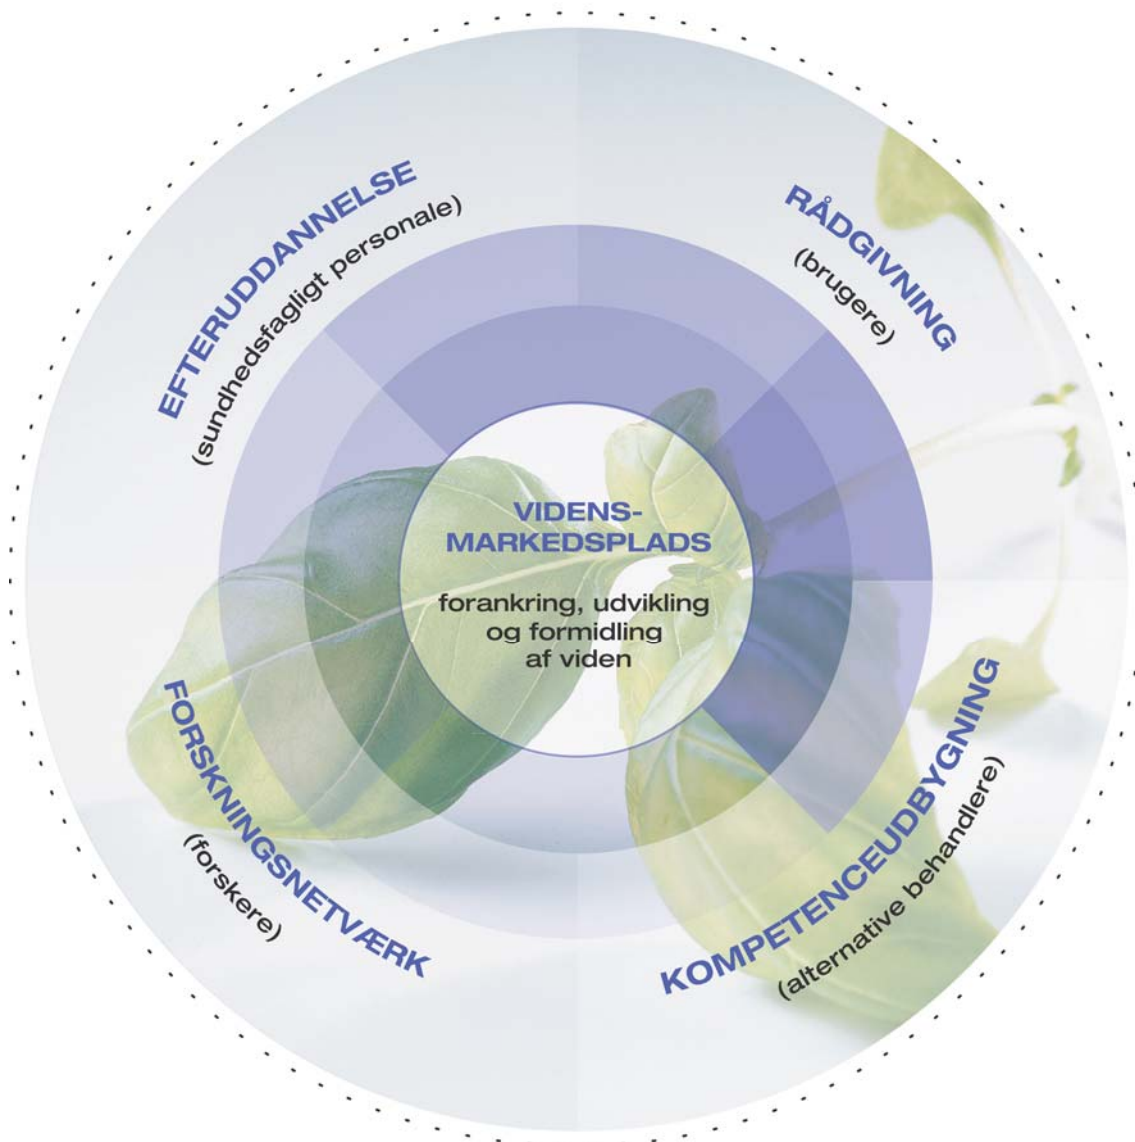 EFTERUDDANNELSE
(sundhedsfagligt personale)
RÅDGIVNING
(brugere)
VIDENS-
MARKEDSPLADS
forankring, udvikling
og formidling
af viden
FORSKNINGSNETVÆRK
(forskere)
KOMPETENCEUDBYGNING
(alternative behandlere)